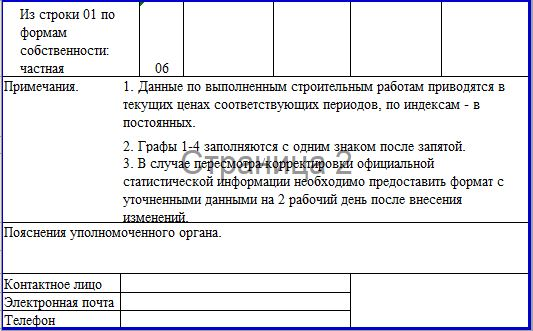 Из строки 01 по
формам
собственности:
частная 06
Примечания. 1. Данные по выполненным строительным работам приводятся в
текущих ценах соответствующих периодов, по индексам - в
постоянных.
2. Графы 1-4 заполняются с одним знаком после запятой.
3. В случае пересмотра-корректировки официальной
статистической информации необходимо предоставить формат с
уточненными данными на 2 рабочий день после внесения
изменений.
Страница 2
Пояснения уполномоченного органа.
Контактное лицо
Электронная почта
Телефон